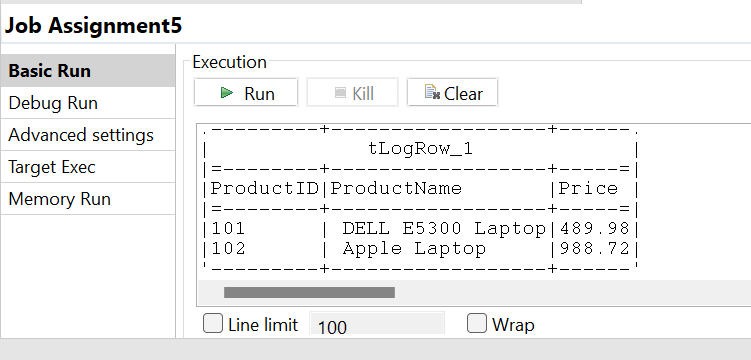 Job Assignment5
Basic Run
Debug Run
Advanced settings
Target Exec
Memory Run
Execution
Run
Kill
Clear
.---------+-------------------+------.
|             tLogRow_1              |
|=--------+-------------------+-----=|
|ProductID|ProductName        |Price |
|=--------+-------------------+-----=|
|101      | DELL E5300 Laptop|489.98|
|102      | Apple Laptop     |988.72|
'---------+-------------------+------'
Line limit 100
Wrap